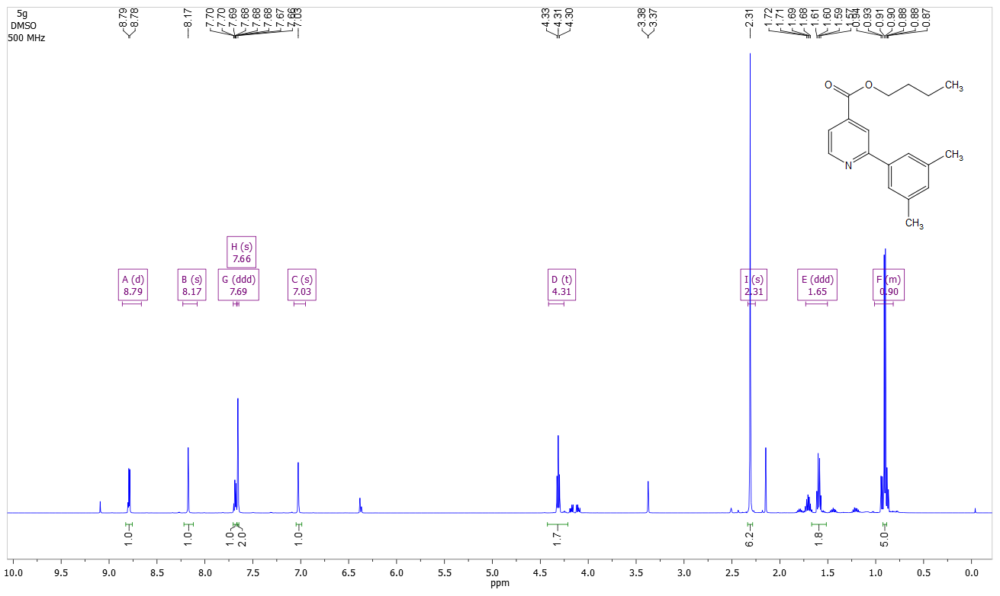 5g
DMSO
500 MHz
8.79
8.78
8.17
7.70
7.70
7.69
7.68
7.68
7.68
7.67
7.66
7.03
4.33
4.31
4.30
3.38
3.37
2.31
1.72
1.71
1.69
1.68
1.61
1.60
1.59
1.57
0.94
0.93
0.91
0.90
0.88
0.88
0.87
O
O
CH3
N
CH3
CH3
H (s)
7.66
A (d)
8.79
B (s)
8.17
G (ddd)
7.69
C (s)
7.03
D (t)
4.31
I (s)
2.31
E (ddd)
1.65
F (m)
0.90
1.0
1.0
1.0
2.0
1.0
1.7
6.2
1.8
5.0
10.0 9.5 9.0 8.5 8.0 7.5 7.0 6.5 6.0 5.5 5.0 4.5 4.0 3.5 3.0 2.5 2.0 1.5 1.0 0.5 0.0
ppm